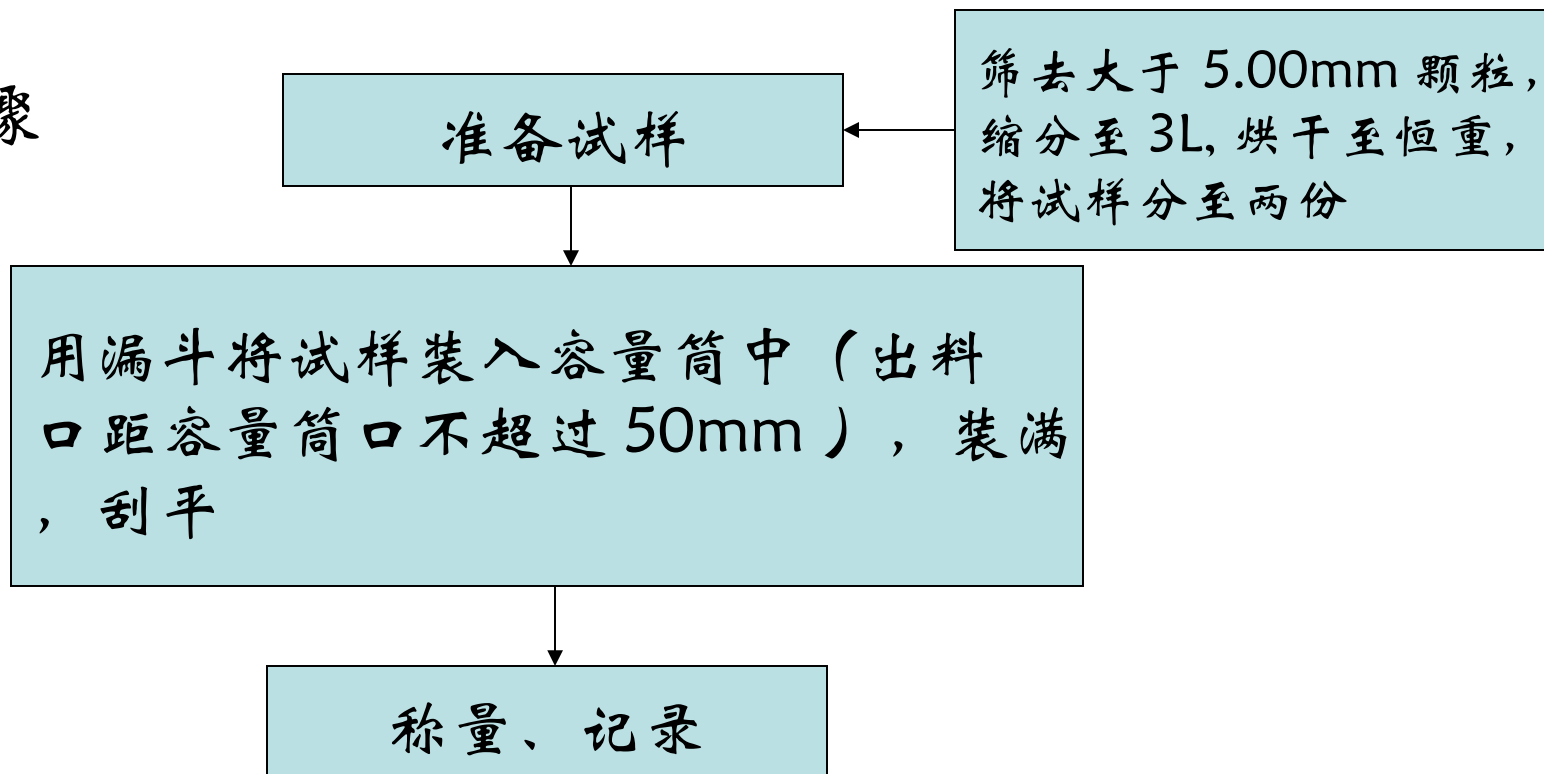 骤
准备试样
筛去大于 5.00mm 颗粒，
缩分至 3L, 烘干至恒重，
将试样分至两份
用漏斗将试样装入容量筒中（出料
口距容量筒口不超过 50mm），装满
，刮平
称量、记录